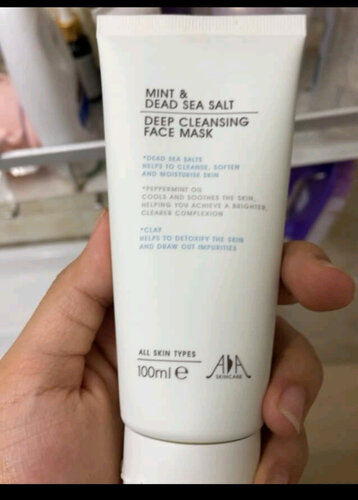 MINT &
DEAD SEA SALT
DEEP CLEANSING
FACE MASK
*DEAD SEA SALTS
HELPS TO CLEANSE, SOFTEN
AND MOISTURISE SKIN
*PEPPERMINT OIL
COOLS AND SOOTHES THE SKIN,
HELPING YOU ACHIEVE A BRIGHTER,
CLEARER COMPLEXION
*CLAY
HELPS TO DETOXIFY THE SKIN
AND DRAW OUT IMPURITIES
ALL SKIN TYPES
100ml e
AA SKINCARE